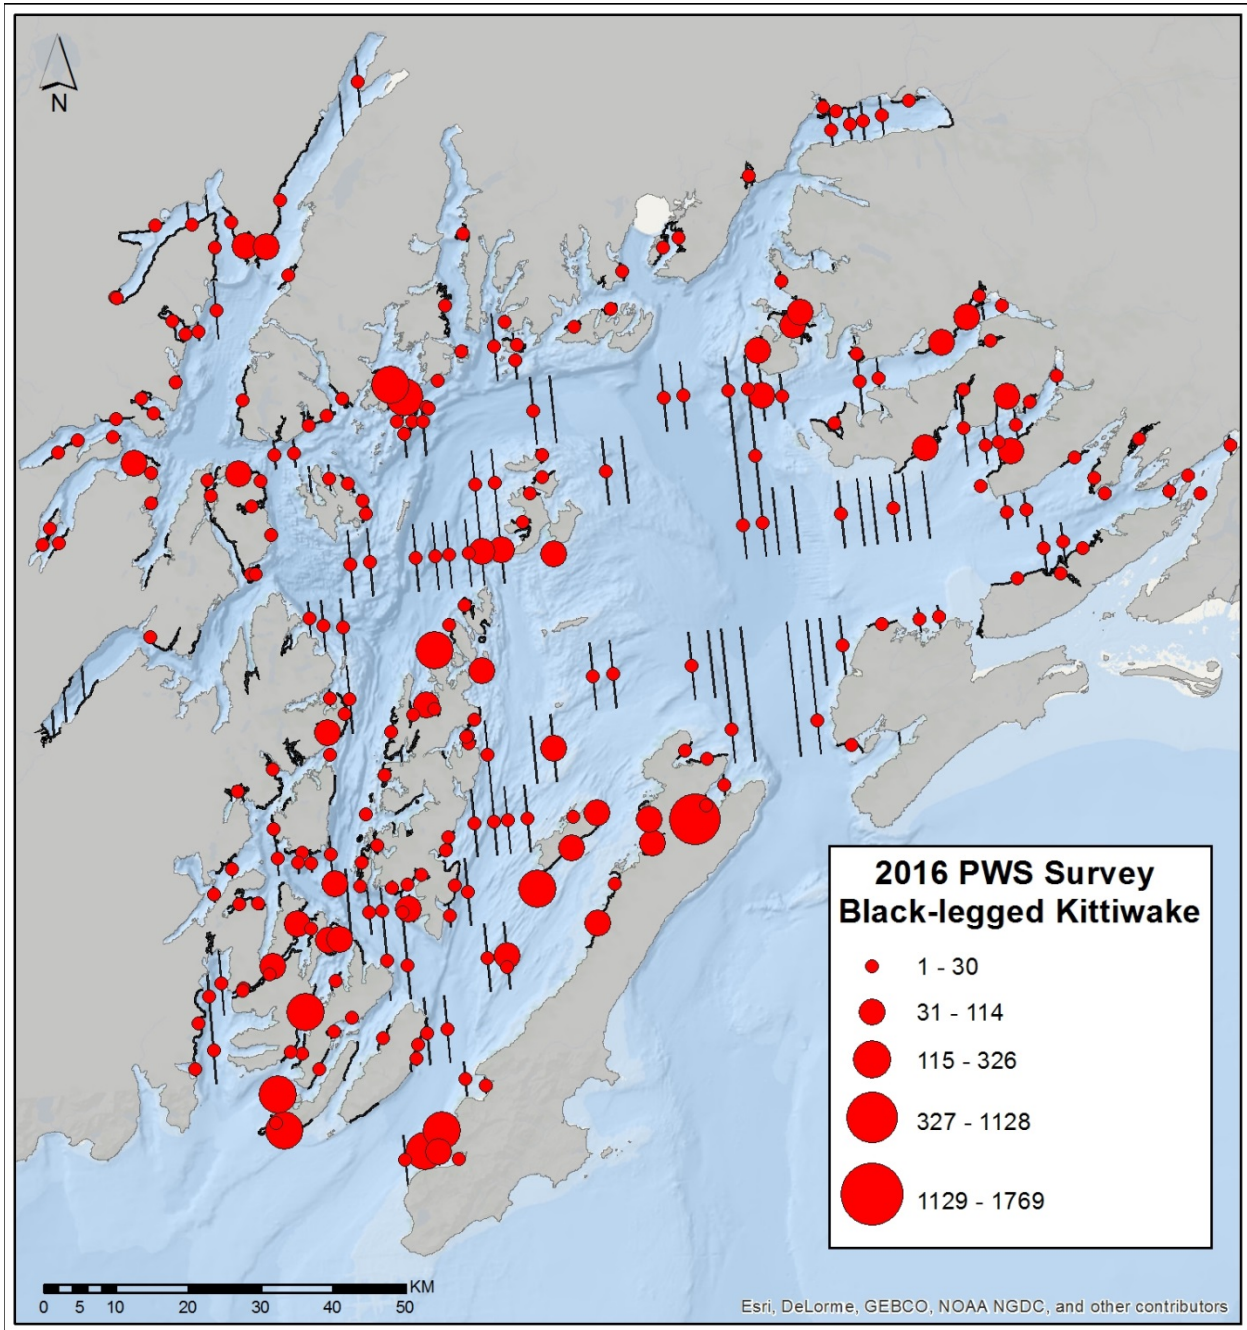 N
2016 PWS Survey
Black-legged Kittiwake
1 - 30
31 - 114
115 - 326
327 - 1128
1129 - 1769
KM
0 5 10 20 30 40 50
Esri, DeLorme, GEBCO, NOAA NGDC, and other contributors